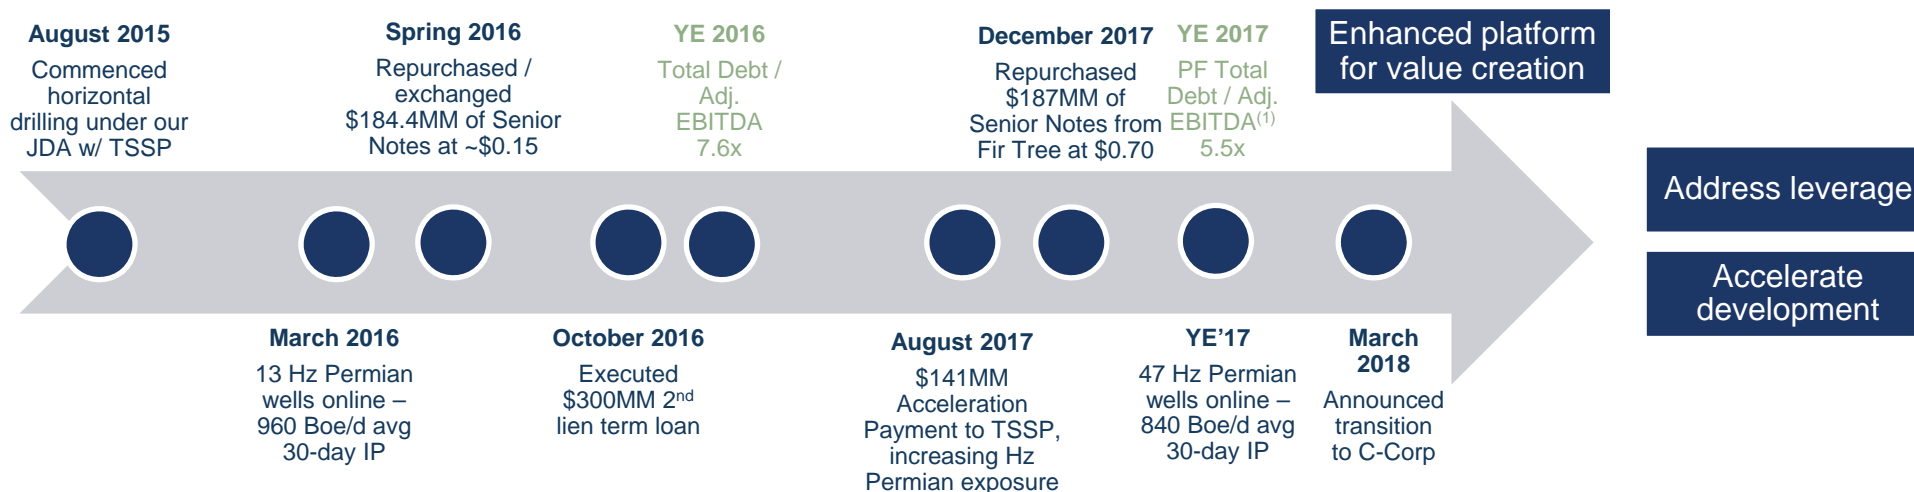 August 2015
Commenced
horizontal
drilling under our
JDA w/ TSSP
Spring 2016
Repurchased /
exchanged
$184.4MM of Senior
Notes at ~$0.15
YE 2016
Total Debt /
Adj.
EBITDA
7.6x
December 2017
Repurchased
$187MM of
Senior Notes from
Fir Tree at $0.70
YE 2017
PF Total
Debt / Adj.
EBITDA(1)
5.5x
Enhanced platform
for value creation
Address leverage
Accelerate
development
March 2016
13 Hz Permian
wells online –
960 Boe/d avg
30-day IP
October 2016
Executed
$300MM 2nd
lien term loan
August 2017
$141MM
Acceleration
Payment to TSSP,
increasing Hz
Permian exposure
YE'17
47 Hz Permian
wells online –
840 Boe/d avg
30-day IP
March
2018
Announced
transition
to C-Corp